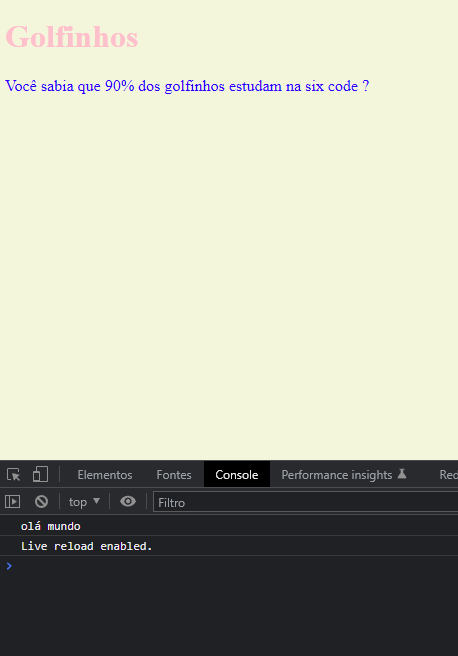 Golfinhos
Você sabia que 90% dos golfinhos estudam na six code ?
Elementos Fontes Console Performance insights Red
top Filtro
olá mundo
Live reload enabled.
>